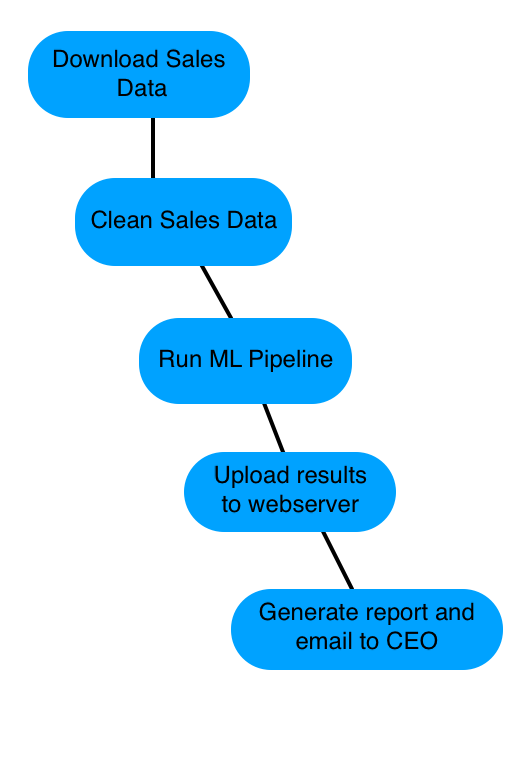 Download Sales
Data
Clean Sales Data
Run ML Pipeline
Upload results
to webserver
Generate report and
email to CEO